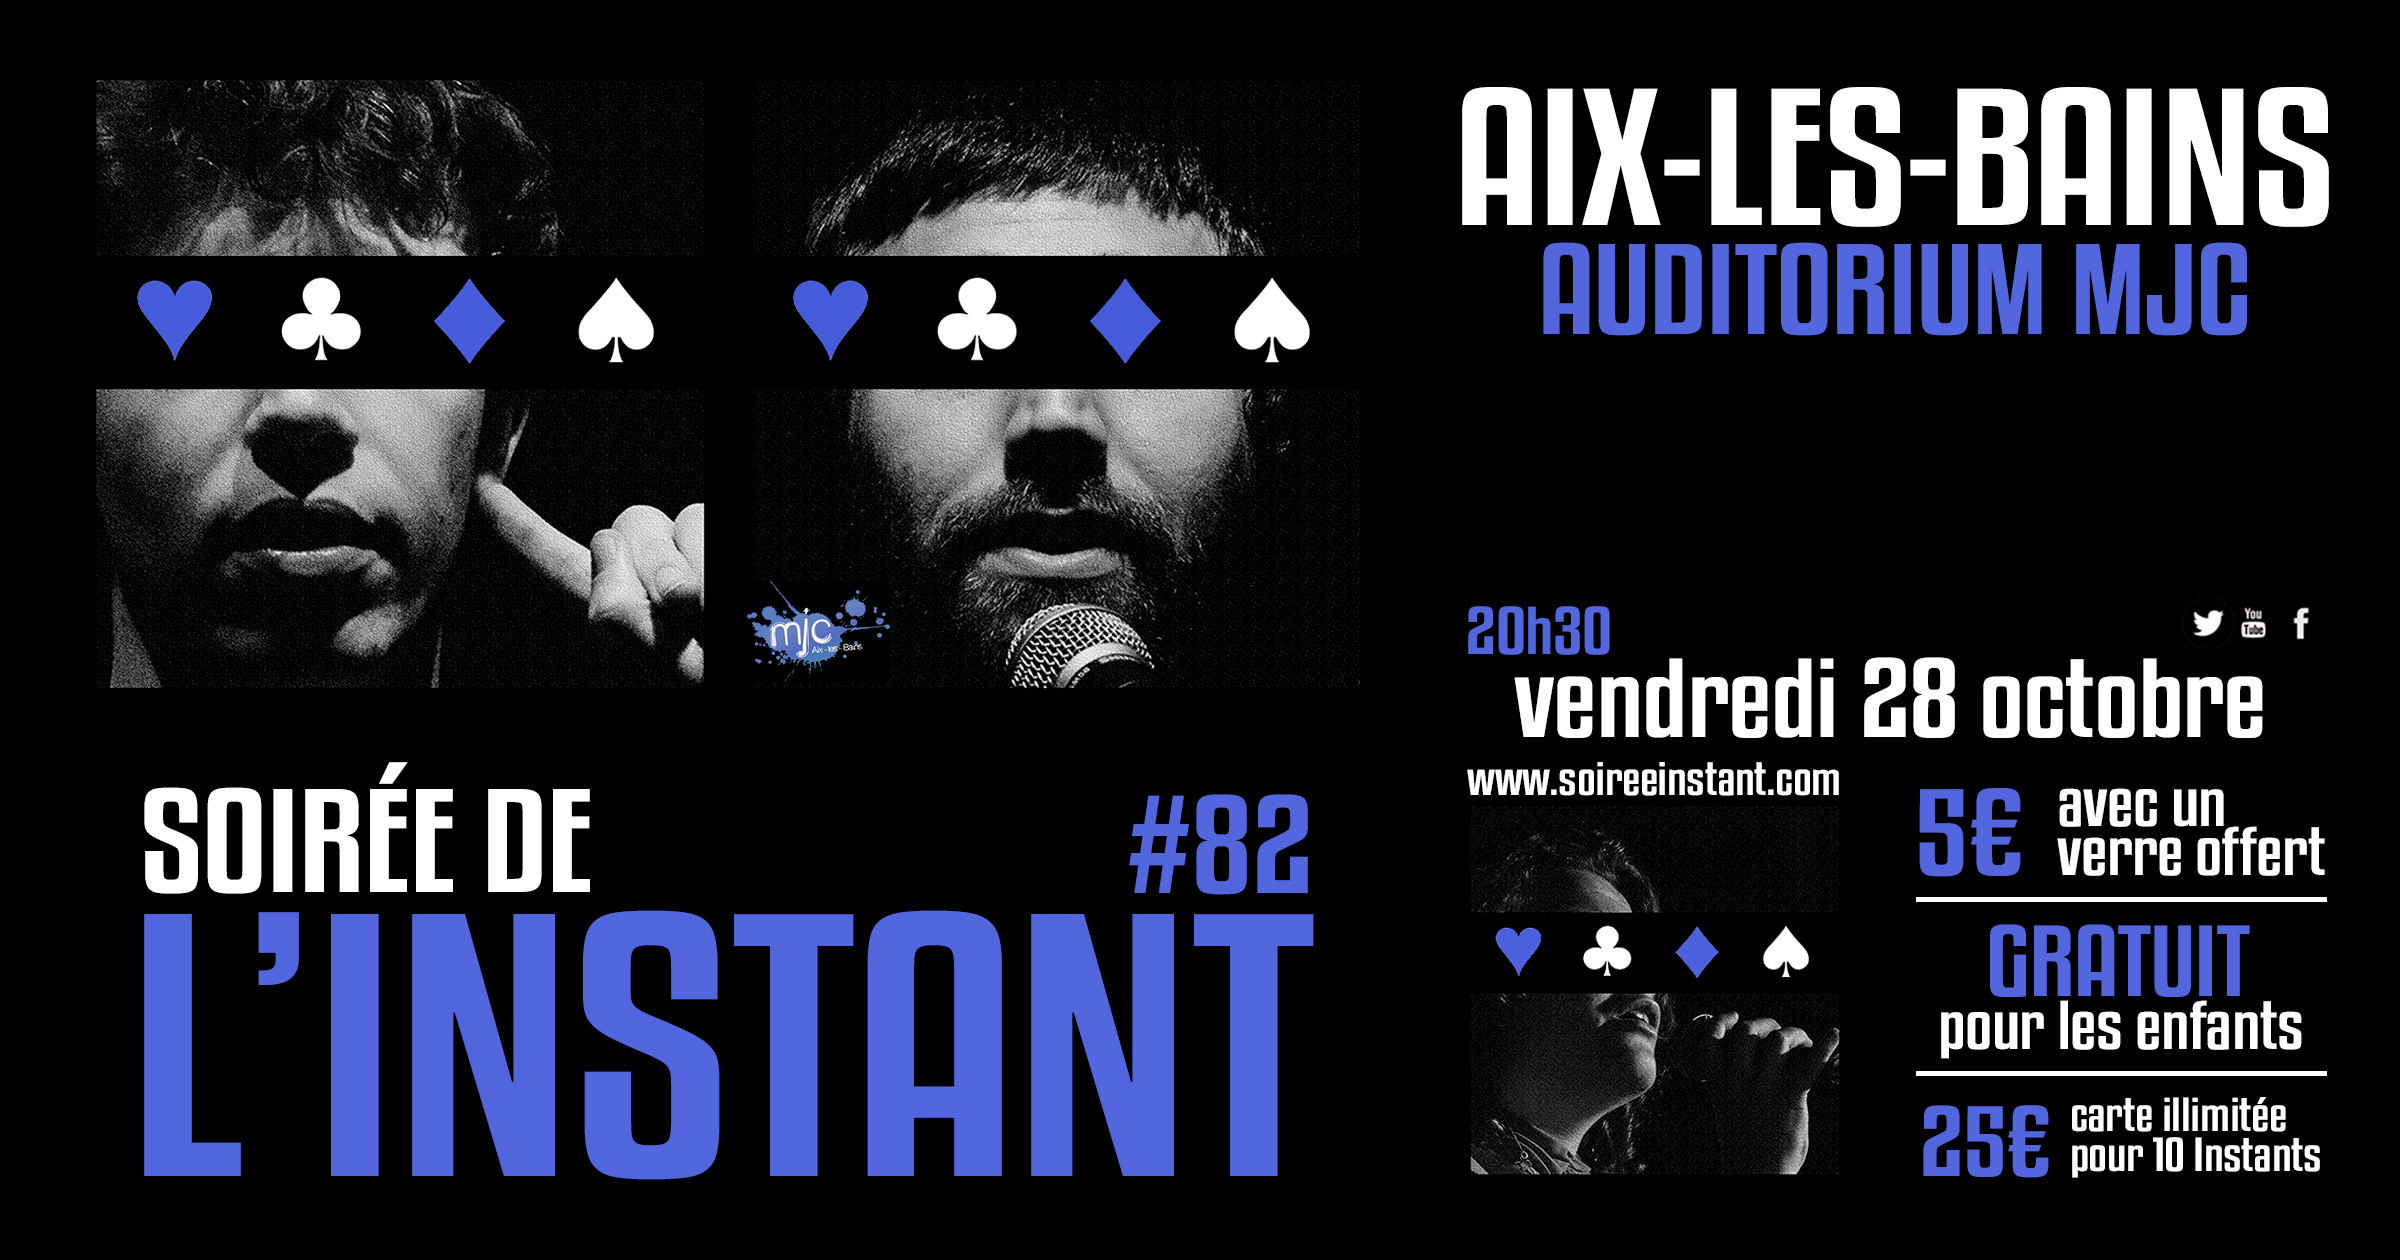 AIX-LES-BAINS
AUDITORIUM MJC
mjc
Aix-les-Bains
SOIRÉE DE
#82
L'INSTANT
20h30
You
Tube
f
vendredi 28 octobre
www.soireeinstant.com
5€
avec un
verre offert
GRATUIT
pour les enfants
25€
carte illimitée
pour 10 Instants